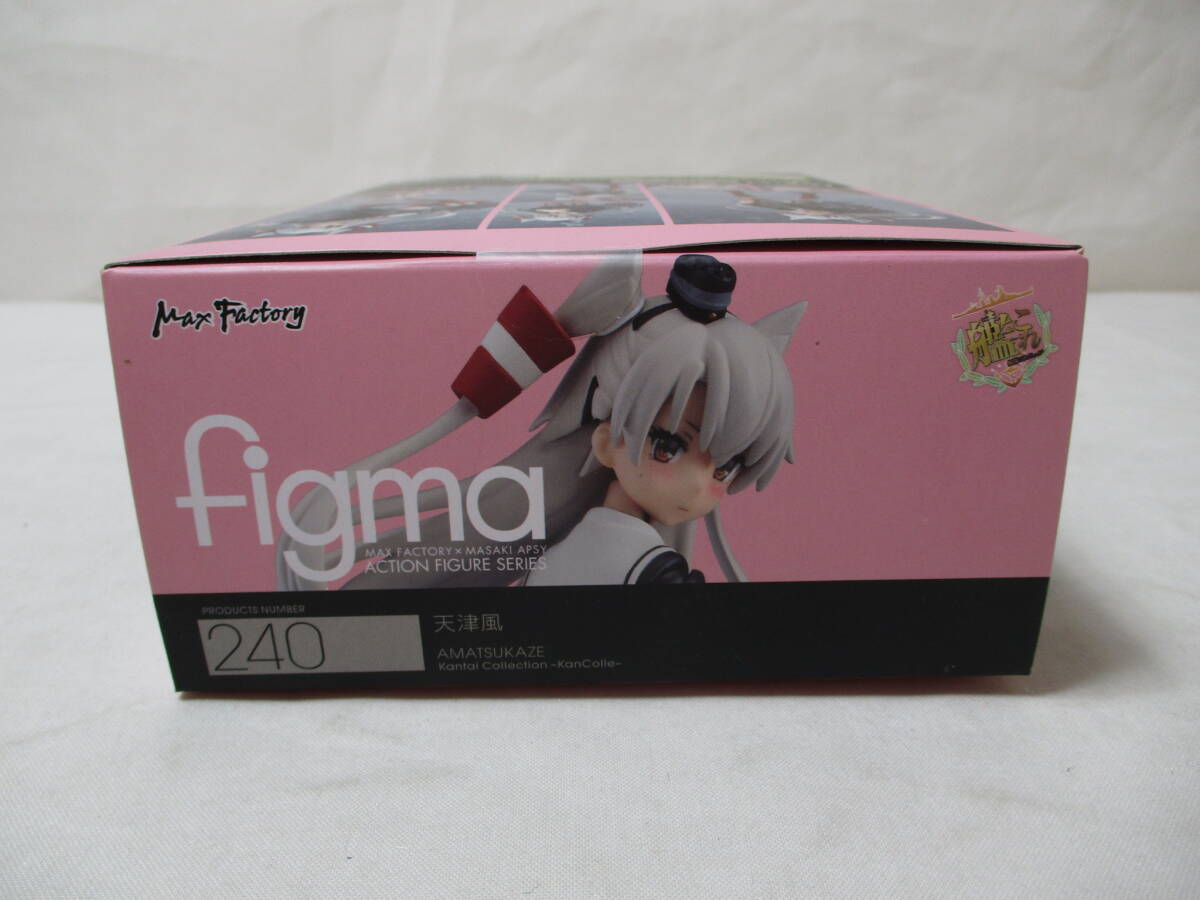 Max Factory
艦これ
figma
MAX FACTORY × MASAKI APSY
ACTION FIGURE SERIES
PRODUCTS NUMBER
240
天津風
AMATSUKAZE
Kantai Collection -KanColle-